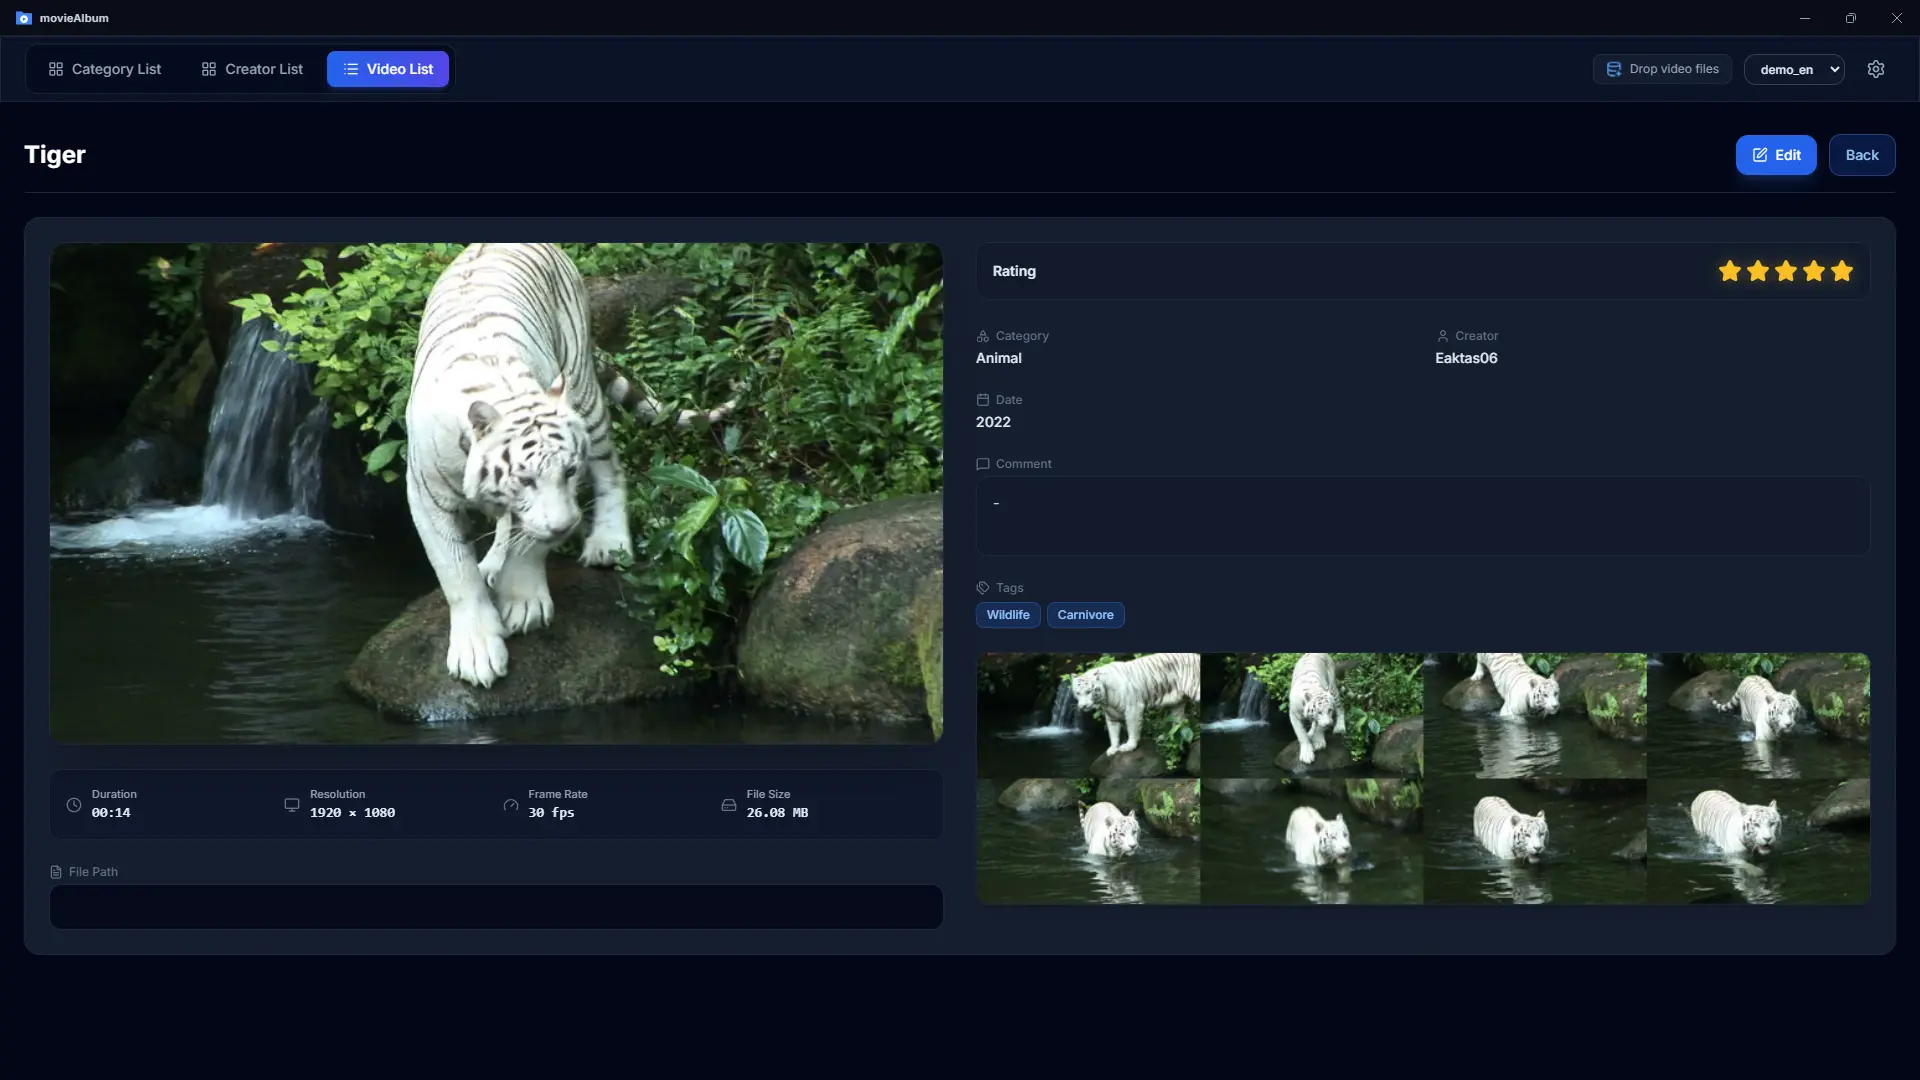 movieAlbum
Category List
Creator List
Video List
Drop video files
demo_en
Tiger
Edit
Back
Rating
Category
Animal
Creator
Eaktas06
Date
2022
Comment
-
Tags
Wildlife
Carnivore
Duration
00:14
Resolution
1920 × 1080
Frame Rate
30 fps
File Size
26.08 MB
File Path